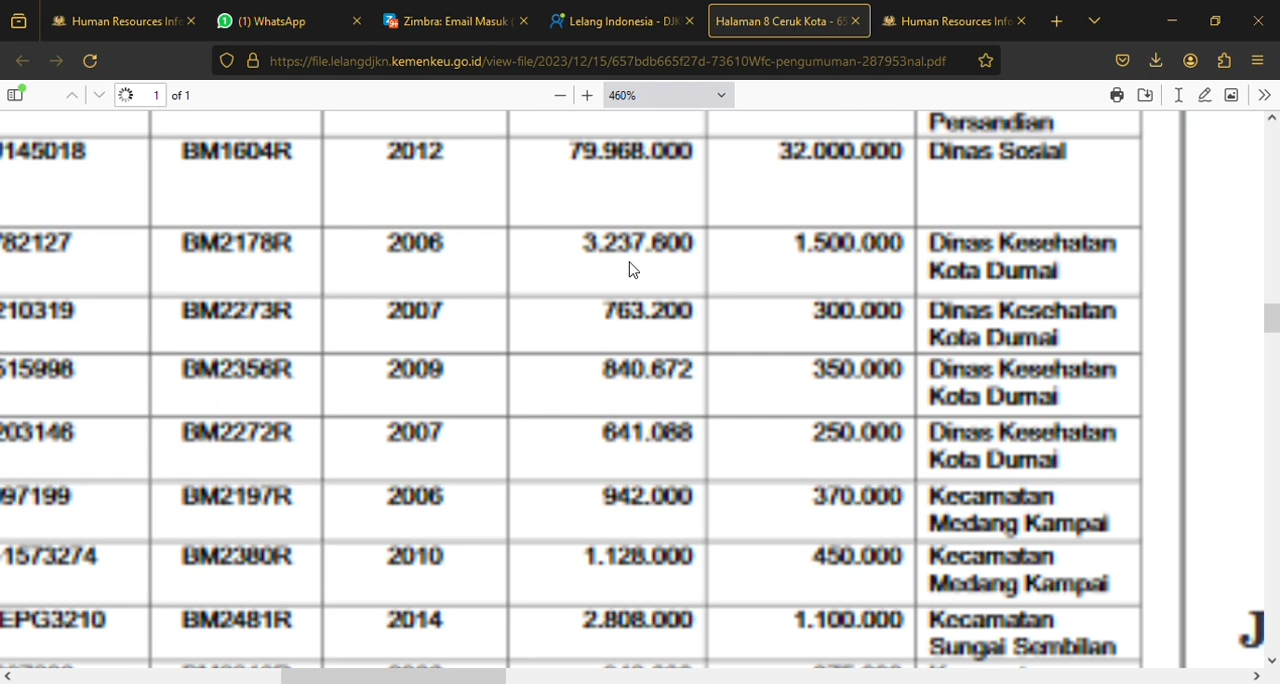 Human Resources Info
(1) WhatsApp
Zimbra: Email Masuk (
Lelang Indonesia - DJK
Halaman 8 Ceruk Kota - 65
Human Resources Info
https://file.lelangdjkn.kemenkeu.go.id/view-file/2023/12/15/657bdb665f27d-73610Wfc-pengumuman-287953nal.pdf
1 of 1
460%
Persandian
J145018 BM1604R 2012 79.968.000 32.000.000 Dinas Sosial
782127 BM2178R 2006 3.237.600 1.500.000 Dinas Kesehatan
Kota Dumai
210319 BM2273R 2007 763.200 300.000 Dinas Kesehatan
Kota Dumai
515998 BM2356R 2009 840.672 350.000 Dinas Kesehatan
Kota Dumai
203146 BM2272R 2007 641.088 250.000 Dinas Kesehatan
Kota Dumai
097199 BM2197R 2006 942.000 370.000 Kecamatan
Medang Kampai
-1573274 BM2380R 2010 1.128.000 450.000 Kecamatan
Medang Kampai
EPG3210 BM2481R 2014 2.808.000 1.100.000 Kecamatan
Sungai Sembilan
J